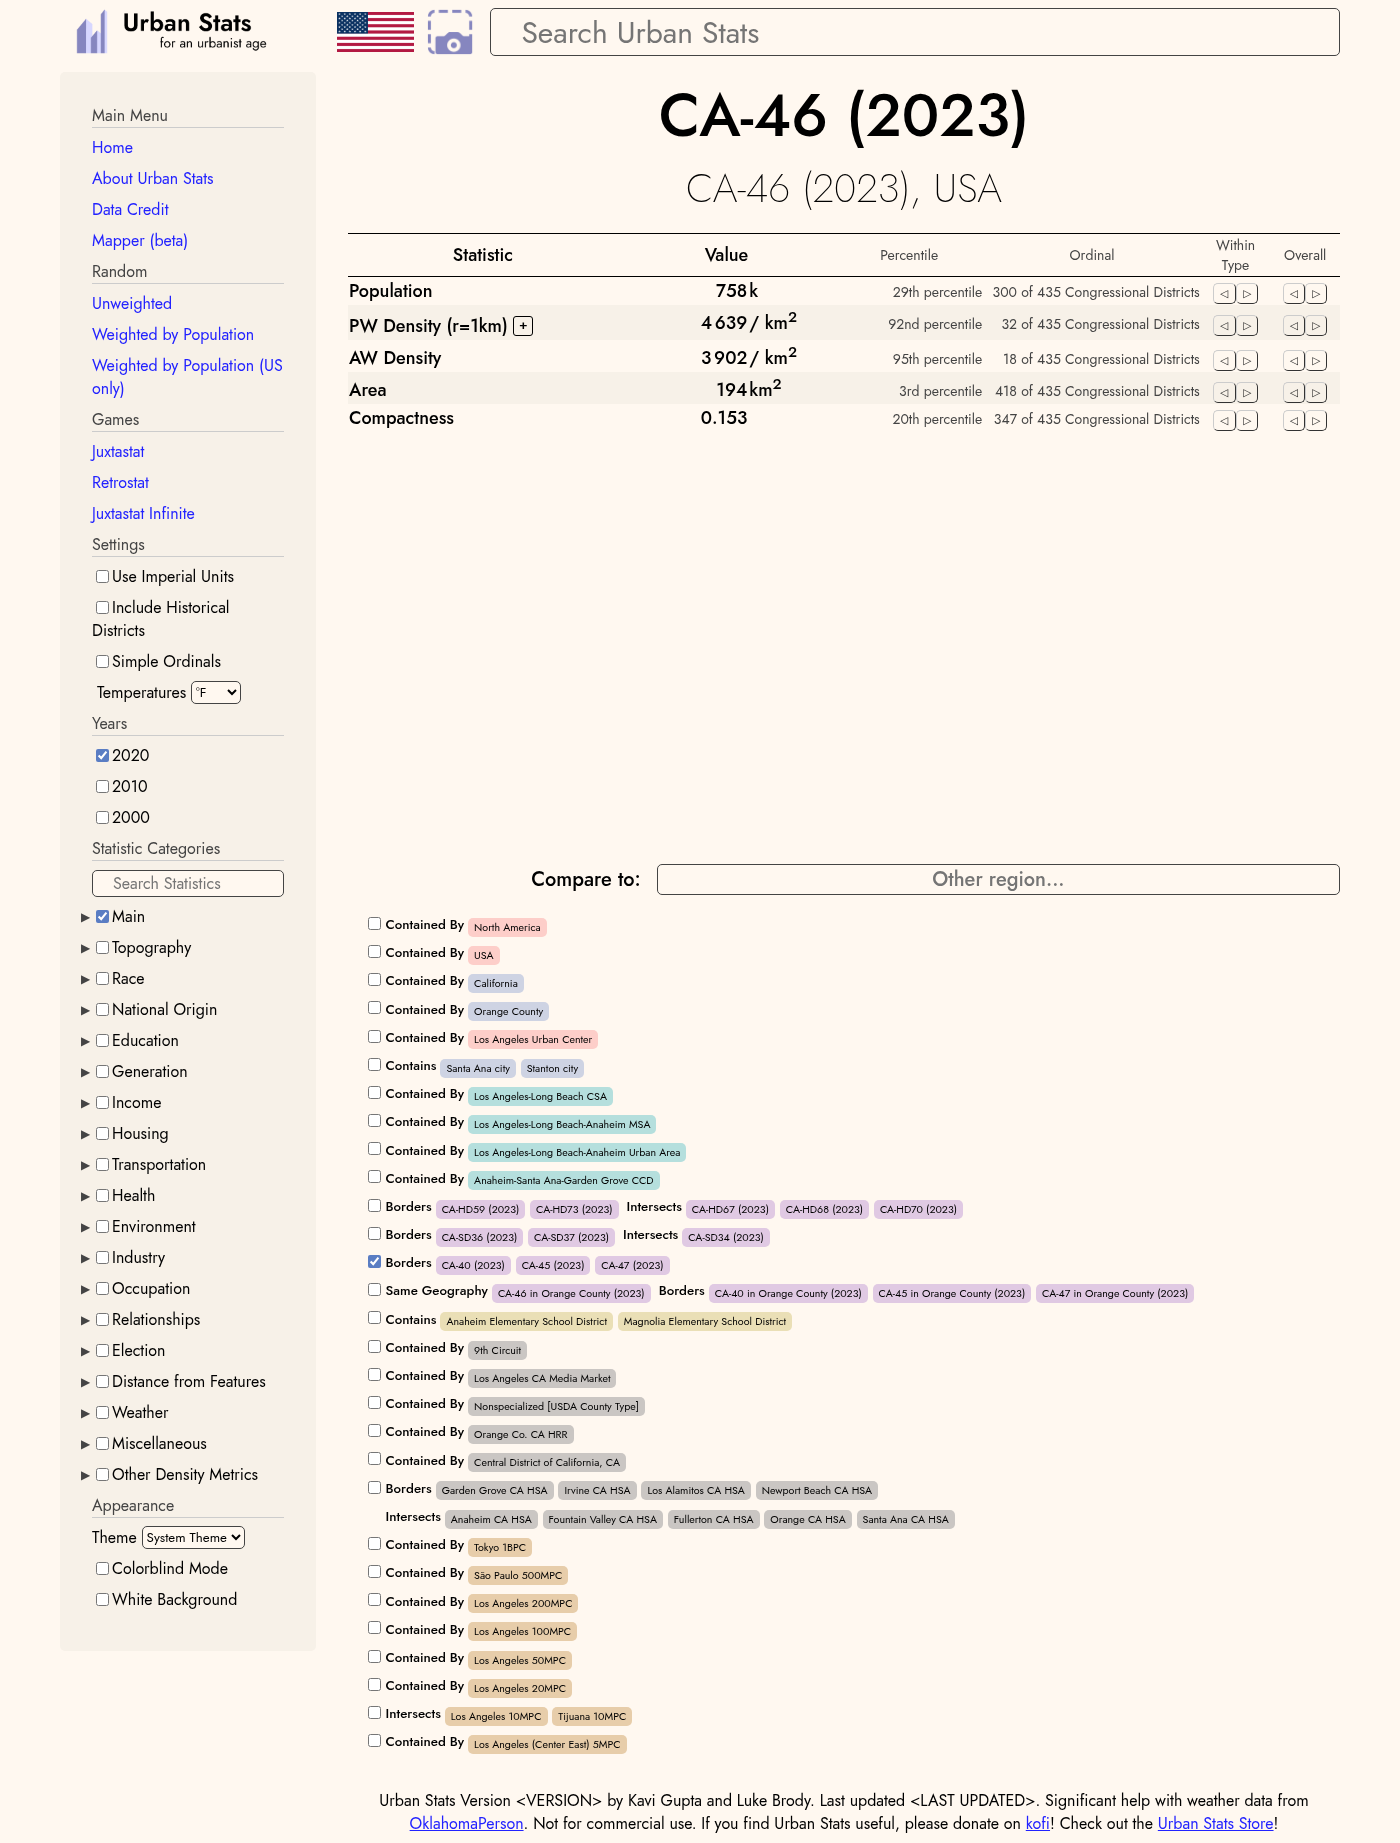 Urban Stats
for an urbanist age
Search Urban Stats
Main Menu
Home
About Urban Stats
Data Credit
Mapper (beta)
Random
Unweighted
Weighted by Population
Weighted by Population (US
only)
Games
Juxtastat
Retrostat
Juxtastat Infinite
Settings
Use Imperial Units
Include Historical
Districts
Simple Ordinals
Temperatures °F
Years
2020
2010
2000
Statistic Categories
Search Statistics
Main
Topography
Race
National Origin
Education
Generation
Income
Housing
Transportation
Health
Environment
Industry
Occupation
Relationships
Election
Distance from Features
Weather
Miscellaneous
Other Density Metrics
Appearance
Theme System Theme
Colorblind Mode
White Background
CA-46 (2023)
CA-46 (2023), USA
Statistic Value Percentile Ordinal Within Type Overall
Population 758 k 29th percentile 300 of 435 Congressional Districts
PW Density (r=1km) + 4 639 / km² 92nd percentile 32 of 435 Congressional Districts
AW Density 3 902 / km² 95th percentile 18 of 435 Congressional Districts
Area 194 km² 3rd percentile 418 of 435 Congressional Districts
Compactness 0.153 20th percentile 347 of 435 Congressional Districts
Compare to: Other region...
Contained By North America
Contained By USA
Contained By California
Contained By Orange County
Contained By Los Angeles Urban Center
Contains Santa Ana city Stanton city
Contained By Los Angeles-Long Beach CSA
Contained By Los Angeles-Long Beach-Anaheim MSA
Contained By Los Angeles-Long Beach-Anaheim Urban Area
Contained By Anaheim-Santa Ana-Garden Grove CCD
Borders CA-HD59 (2023) CA-HD73 (2023) Intersects CA-HD67 (2023) CA-HD68 (2023) CA-HD70 (2023)
Borders CA-SD36 (2023) CA-SD37 (2023) Intersects CA-SD34 (2023)
Borders CA-40 (2023) CA-45 (2023) CA-47 (2023)
Same Geography CA-46 in Orange County (2023) Borders CA-40 in Orange County (2023) CA-45 in Orange County (2023) CA-47 in Orange County (2023)
Contains Anaheim Elementary School District Magnolia Elementary School District
Contained By 9th Circuit
Contained By Los Angeles CA Media Market
Contained By Nonspecialized [USDA County Type]
Contained By Orange Co. CA HRR
Contained By Central District of California, CA
Borders Garden Grove CA HSA Irvine CA HSA Los Alamitos CA HSA Newport Beach CA HSA
Intersects Anaheim CA HSA Fountain Valley CA HSA Fullerton CA HSA Orange CA HSA Santa Ana CA HSA
Contained By Tokyo 1BPC
Contained By São Paulo 500MPC
Contained By Los Angeles 200MPC
Contained By Los Angeles 100MPC
Contained By Los Angeles 50MPC
Contained By Los Angeles 20MPC
Intersects Los Angeles 10MPC Tijuana 10MPC
Contained By Los Angeles (Center East) 5MPC
Urban Stats Version <VERSION> by Kavi Gupta and Luke Brody. Last updated <LAST UPDATED>. Significant help with weather data from
OklahomaPerson. Not for commercial use. If you find Urban Stats useful, please donate on kofi! Check out the Urban Stats Store!